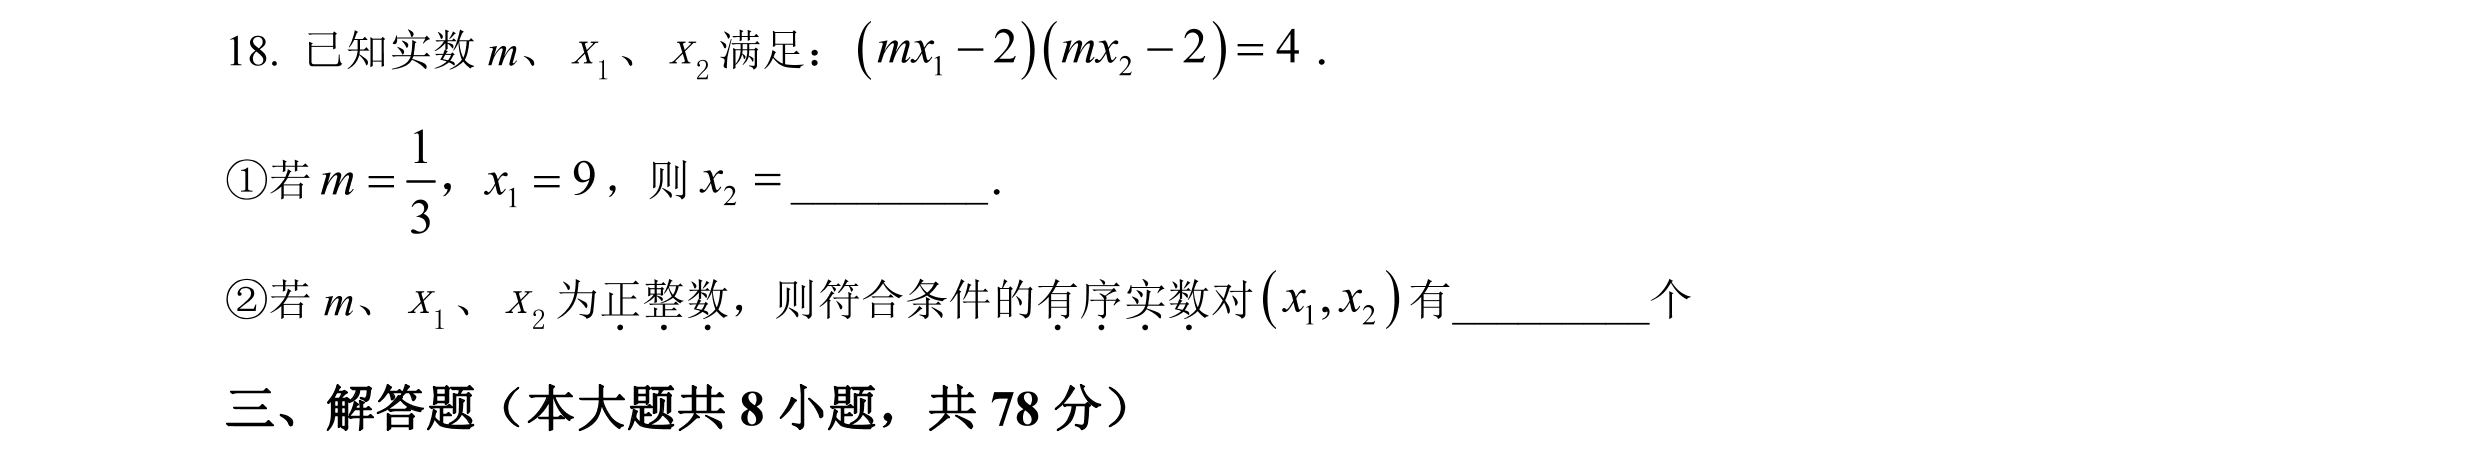 18. 已知实数 m、 x₁ 、 x₂ 满足：(mx₁ − 2)(mx₂ − 2) = 4 .
①若 m = 1/3, x₁ = 9，则 x₂ = _________.
②若 m、 x₁ 、 x₂ 为正整数，则符合条件的有序实数对 (x₁, x₂) 有_________个
三、解答题（本大题共 8 小题，共 78 分）